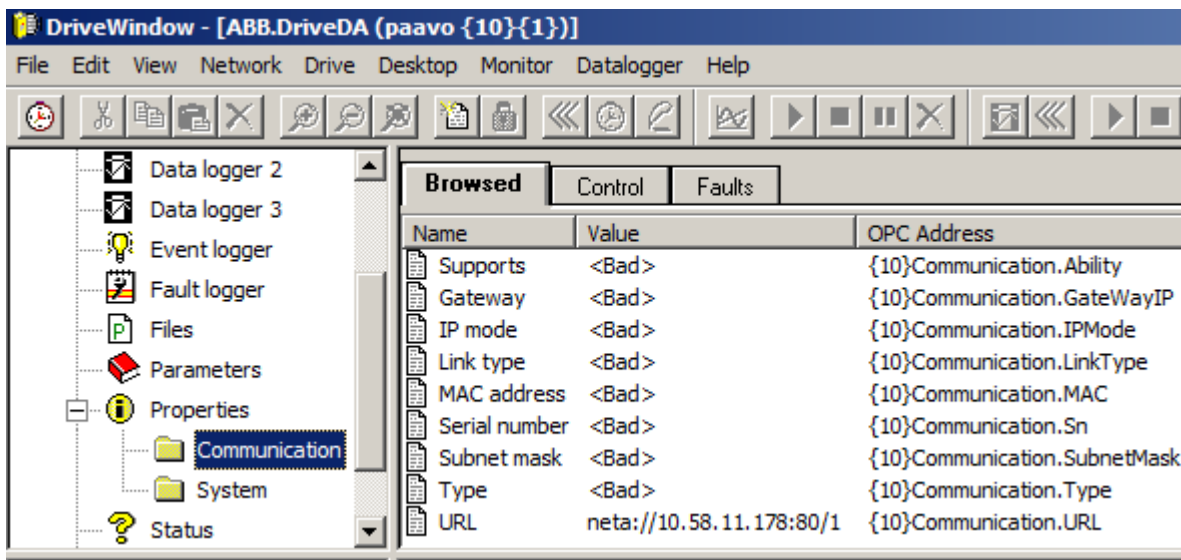 DriveWindow - [ABB.DriveDA (paavo {10}{1})]
File Edit View Network Drive Desktop Monitor Datalogger Help
Data logger 2
Data logger 3
Event logger
Fault logger
Files
Parameters
Properties
Communication
System
Status
Browsed Control Faults
Name Value OPC Address
Supports <Bad> {10}Communication.Ability
Gateway <Bad> {10}Communication.GateWayIP
IP mode <Bad> {10}Communication.IPMode
Link type <Bad> {10}Communication.LinkType
MAC address <Bad> {10}Communication.MAC
Serial number <Bad> {10}Communication.Sn
Subnet mask <Bad> {10}Communication.SubnetMask
Type <Bad> {10}Communication.Type
URL neta://10.58.11.178:80/1 {10}Communication.URL